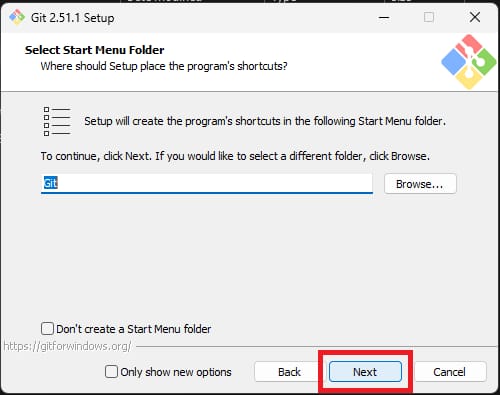 Git 2.51.1 Setup
Select Start Menu Folder
Where should Setup place the program's shortcuts?
Setup will create the program's shortcuts in the following Start Menu folder.
To continue, click Next. If you would like to select a different folder, click Browse.
Git
Browse...
Don't create a Start Menu folder
https://gitforwindows.org/
Only show new options
Back
Next
Cancel